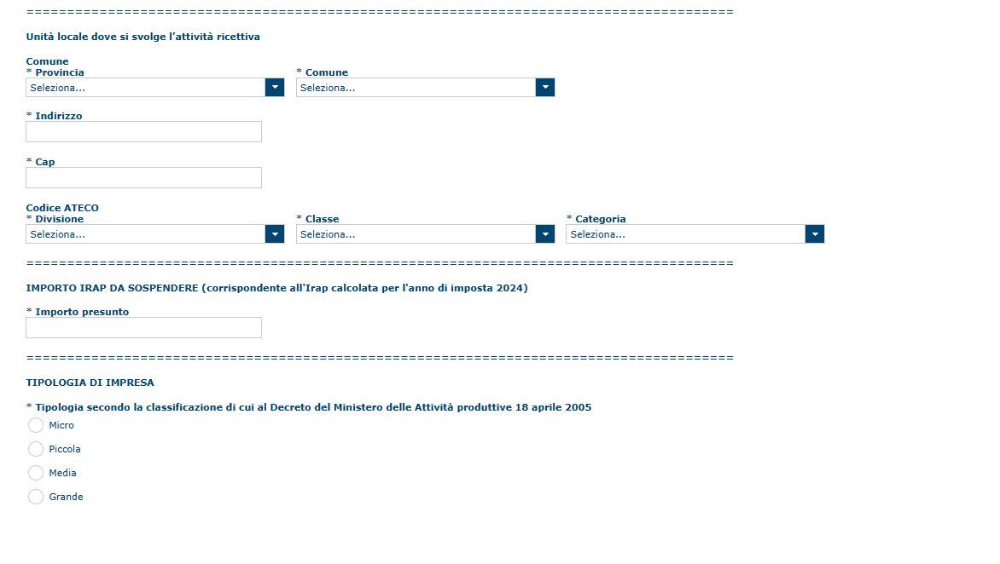 =======================================================================================
Unità locale dove si svolge l’attività ricettiva
Comune
* Provincia * Comune
Seleziona... Seleziona...
* Indirizzo
* Cap
Codice ATECO
* Divisione * Classe * Categoria
Seleziona... Seleziona... Seleziona...
=======================================================================================
IMPORTO IRAP DA SOSPENDERE (corrispondente all'Irap calcolata per l'anno di imposta 2024)
* Importo presunto
=======================================================================================
TIPOLOGIA DI IMPRESA
* Tipologia secondo la classificazione di cui al Decreto del Ministero delle Attività produttive 18 aprile 2005
Micro
Piccola
Media
Grande